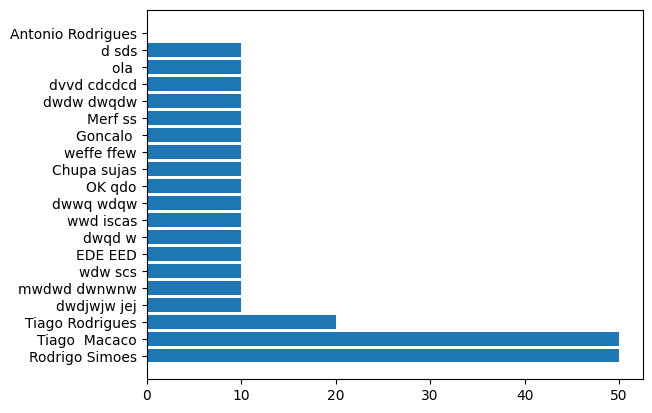 Antonio Rodrigues
d sds
ola
dvvd cdcdcd
dwdw dwqdw
Merf ss
Goncalo
weffe ffew
Chupa sujas
OK qdo
dwwq wdqw
wwd iscas
dwqd w
EDE EED
wdw scs
mwdwd dwnwnw
dwdjwjw jej
Tiago Rodrigues
Tiago  Macaco
Rodrigo Simoes
0 10 20 30 40 50